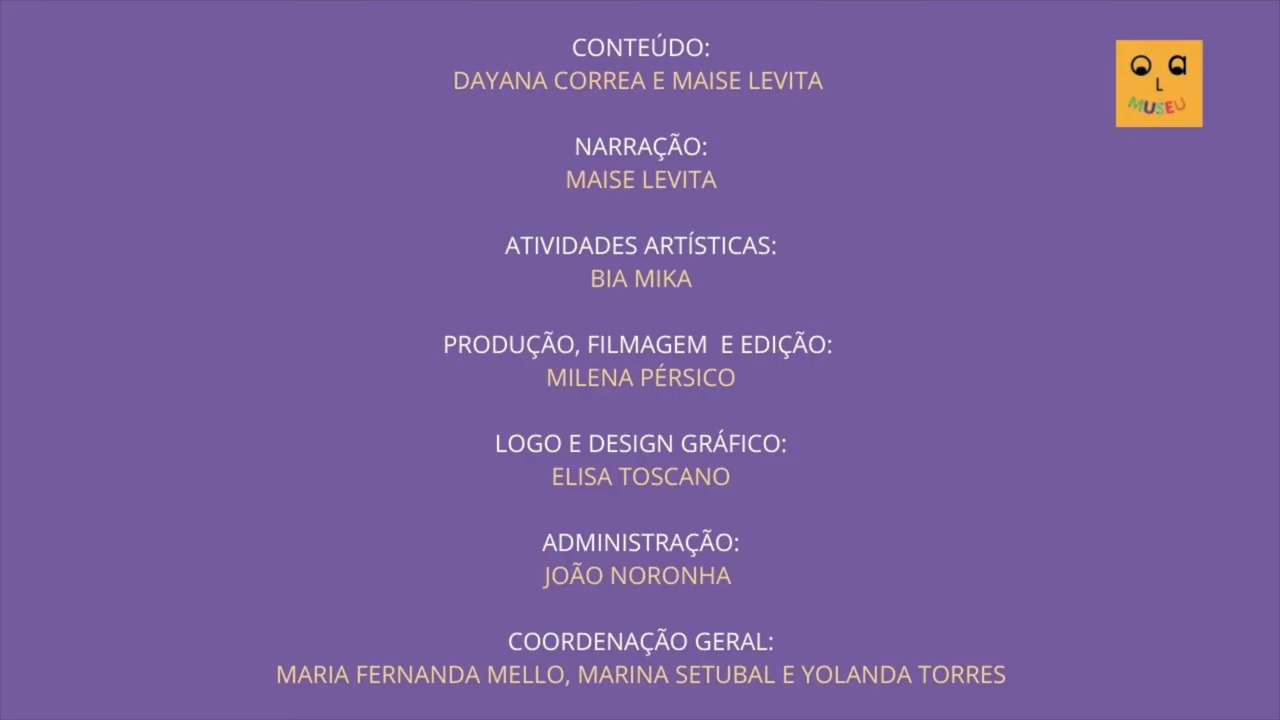 CONTEÚDO:
DAYANA CORREA E MAISE LEVITA
NARRAÇÃO:
MAISE LEVITA
ATIVIDADES ARTÍSTICAS:
BIA MIKA
PRODUÇÃO, FILMAGEM E EDIÇÃO:
MILENA PÉRSICO
LOGO E DESIGN GRÁFICO:
ELISA TOSCANO
ADMINISTRAÇÃO:
JOÃO NORONHA
COORDENAÇÃO GERAL:
MARIA FERNANDA MELLO, MARINA SETUBAL E YOLANDA TORRES
O a
L
MUSEU